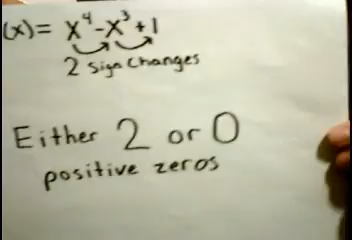 (x) = x⁴-x³+1
2 Sign Changes
Either 2 or 0
positive zeros